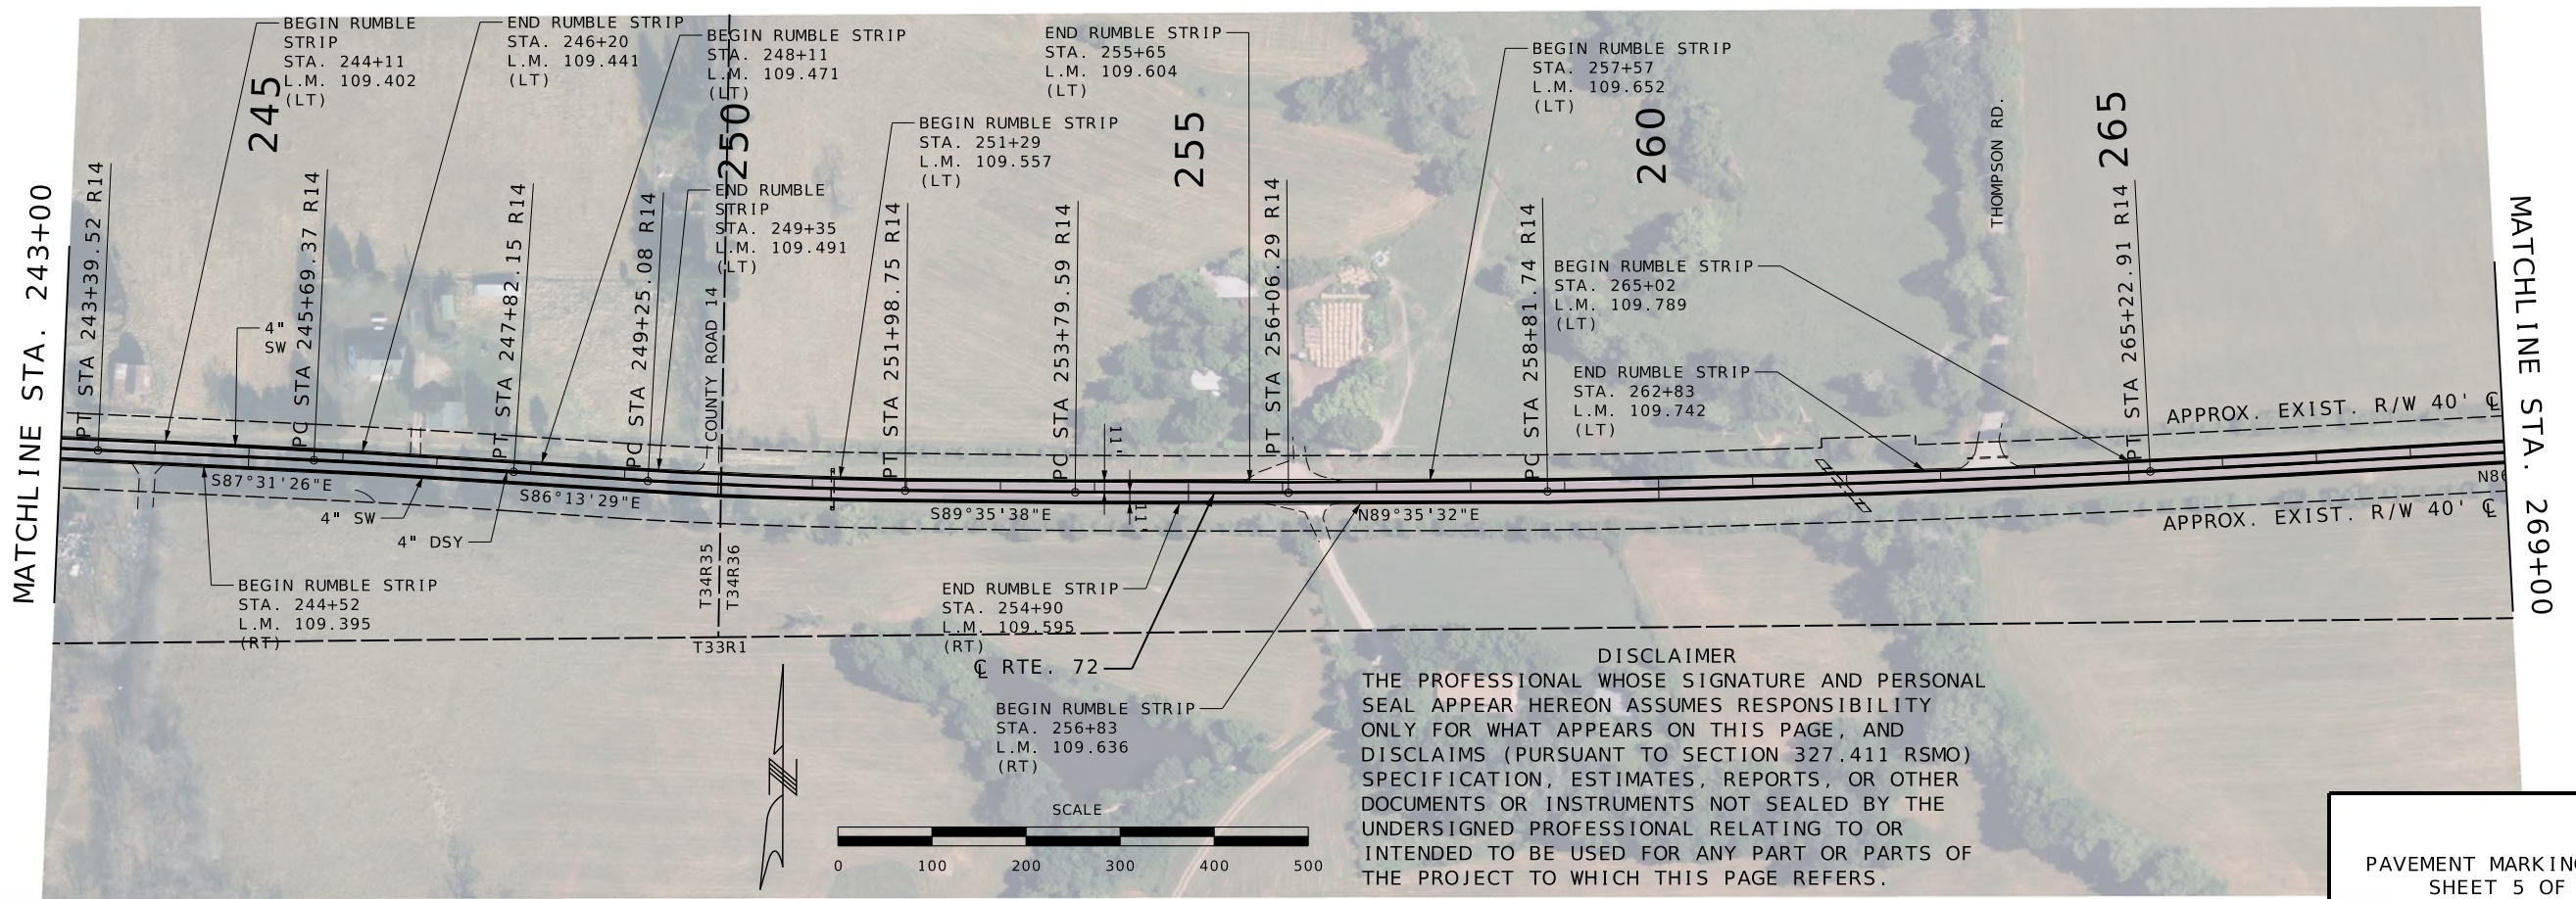 BEGIN RUMBLE
STRIP
STA. 244+11
L.M. 109.402
(LT)
END RUMBLE STRIP
STA. 246+20
L.M. 109.441
(LT)
BEGIN RUMBLE STRIP
STA. 248+11
L.M. 109.471
(LT)
END RUMBLE STRIP
STA. 255+65
L.M. 109.604
(LT)
BEGIN RUMBLE STRIP
STA. 257+57
L.M. 109.652
(LT)
BEGIN RUMBLE STRIP
STA. 251+29
L.M. 109.557
(LT)
END RUMBLE
STRIP
STA. 249+35
L.M. 109.491
(LT)
245
250
255
260
265
THOMPSON RD.
MATCHLINE STA. 243+00
PT STA 243+39.52 R14
PC STA 245+69.37 R14
PT STA 247+82.15 R14
PC STA 249+25.08 R14
COUNTY ROAD 14
PT STA 251+98.75 R14
PC STA 253+79.59 R14
PT STA 256+06.29 R14
PC STA 258+81.74 R14
PT STA 265+22.91 R14
MATCHLINE STA. 269+00
BEGIN RUMBLE STRIP
STA. 265+02
L.M. 109.789
(LT)
END RUMBLE STRIP
STA. 262+83
L.M. 109.742
(LT)
4"
SW
APPROX. EXIST. R/W 40' ℄
11'
11'
S87°31'26"E
S86°13'29"E
S89°35'38"E
N89°35'32"E
N86
APPROX. EXIST. R/W 40' ℄
4" SW
4" DSY
T34R35
T34R36
T33R1
BEGIN RUMBLE STRIP
STA. 244+52
L.M. 109.395
(RT)
END RUMBLE STRIP
STA. 254+90
L.M. 109.595
(RT)
℄ RTE. 72
BEGIN RUMBLE STRIP
STA. 256+83
L.M. 109.636
(RT)
N
SCALE
0 100 200 300 400 500
DISCLAIMER
THE PROFESSIONAL WHOSE SIGNATURE AND PERSONAL
SEAL APPEAR HEREON ASSUMES RESPONSIBILITY
ONLY FOR WHAT APPEARS ON THIS PAGE, AND
DISCLAIMS (PURSUANT TO SECTION 327.411 RSMO)
SPECIFICATION, ESTIMATES, REPORTS, OR OTHER
DOCUMENTS OR INSTRUMENTS NOT SEALED BY THE
UNDERSIGNED PROFESSIONAL RELATING TO OR
INTENDED TO BE USED FOR ANY PART OR PARTS OF
THE PROJECT TO WHICH THIS PAGE REFERS.
PAVEMENT MARKING
SHEET 5 OF